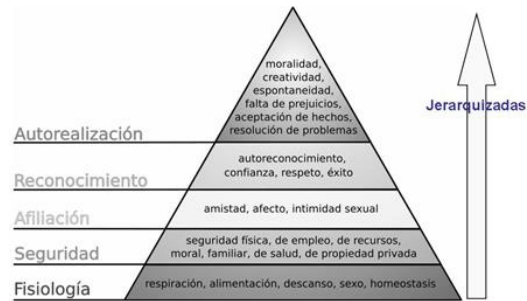 moralidad,
creatividad,
espontaneidad,
falta de prejuicios,
aceptación de hechos,
resolución de problemas
Autorealización
autoreconocimiento,
confianza, respeto, éxito
Reconocimiento
amistad, afecto, intimidad sexual
Afiliación
seguridad física, de empleo, de recursos,
moral, familiar, de salud, de propiedad privada
Seguridad
respiración, alimentación, descanso, sexo, homeostasis
Fisiología
Jerarquizadas